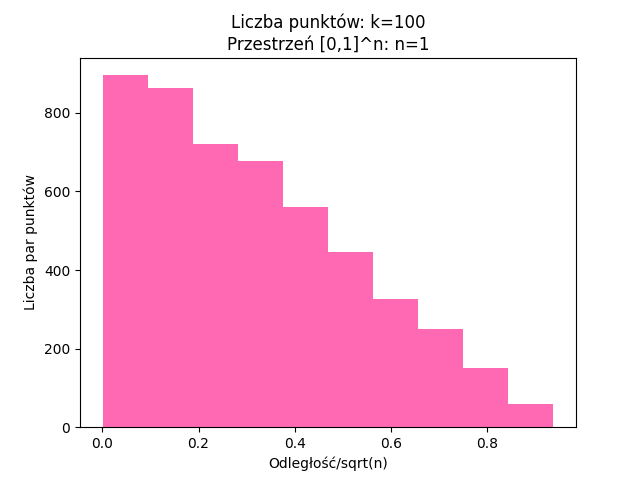 Liczba punktów: k=100
Przestrzeń [0,1]^n: n=1
Liczba par punktów
800
600
400
200
0
0.0 0.2 0.4 0.6 0.8
Odległość/sqrt(n)